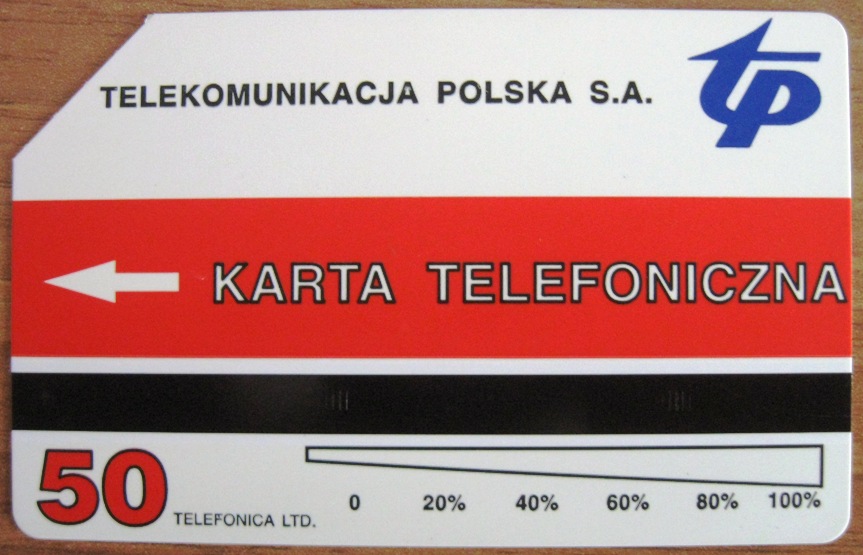 TELEKOMUNIKACJA POLSKA S.A.
tp
KARTA TELEFONICZNA
50 TELEFONICA LTD.
0 20% 40% 60% 80% 100%